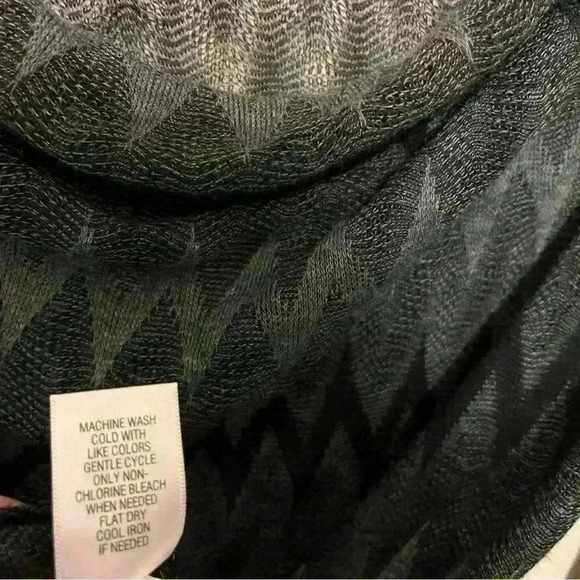 MACHINE WASH
COLD WITH
LIKE COLORS
GENTLE CYCLE
ONLY NON-
CHLORINE BLEACH
WHEN NEEDED
FLAT DRY
COOL IRON
IF NEEDED